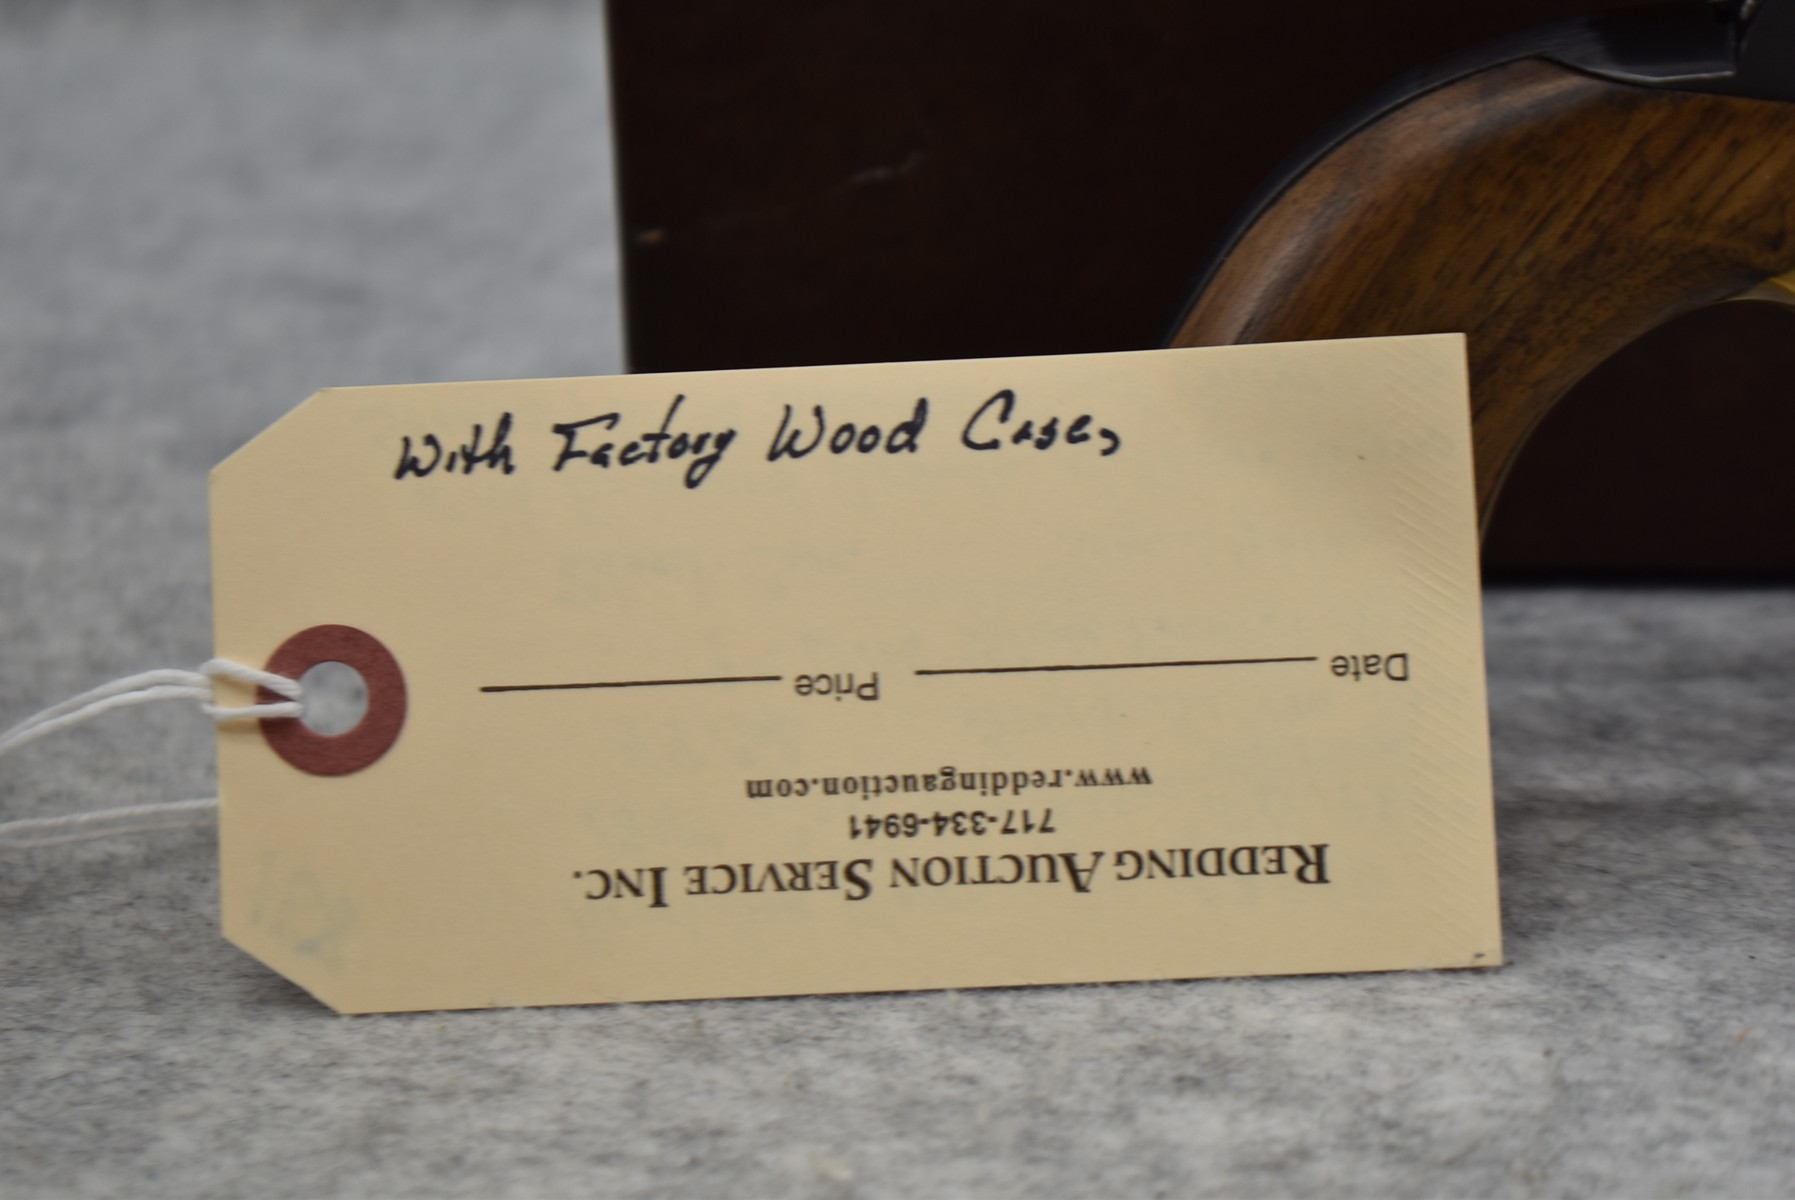 With Factory Wood Case,
REDDING AUCTION SERVICE INC.
717-334-6941
www.reddingauction.com
Date Price